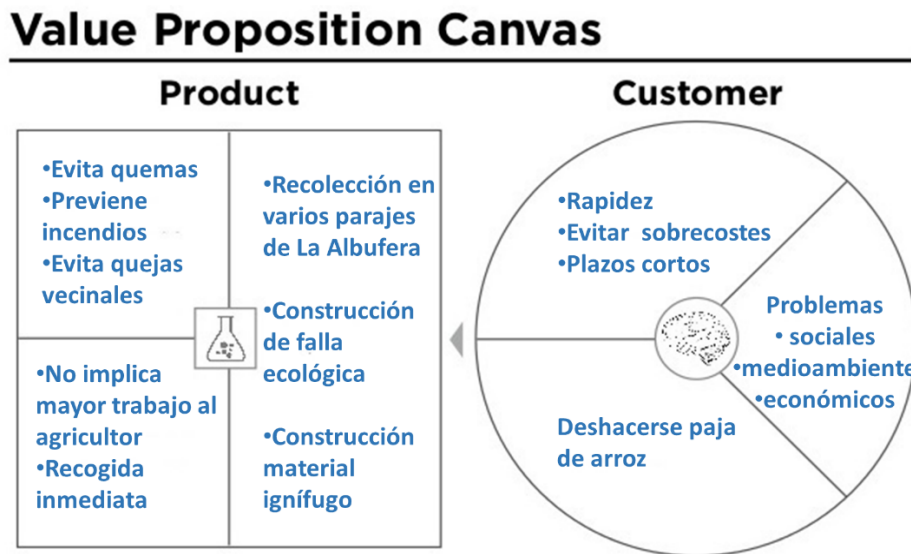 Value Proposition Canvas
Product
Customer
•Evita quemas
•Previene
incendios
•Evita quejas
vecinales
•No implica
mayor trabajo al
agricultor
•Recogida
inmediata
•Recolección en
varios parajes
de La Albufera
•Construcción
de falla
ecológica
•Construcción
material
ignífugo
•Rapidez
•Evitar sobrecostes
•Plazos cortos
Problemas
• sociales
•medioambiente
•económicos
Deshacerse paja
de arroz